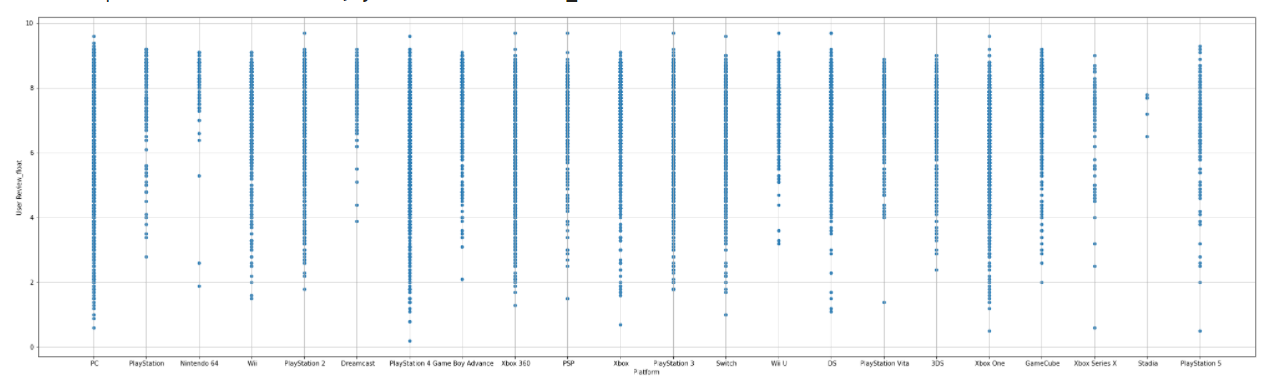 10
8
6
4
2
0
User Review_float
PC PlayStation Nintendo 64 Wii PlayStation 2 Dreamcast PlayStation 4 Game Boy Advance Xbox 360 PSP Xbox PlayStation 3 Switch Wii U DS PlayStation Vita 3DS Xbox One GameCube Xbox Series X Stadia PlayStation 5
Platform